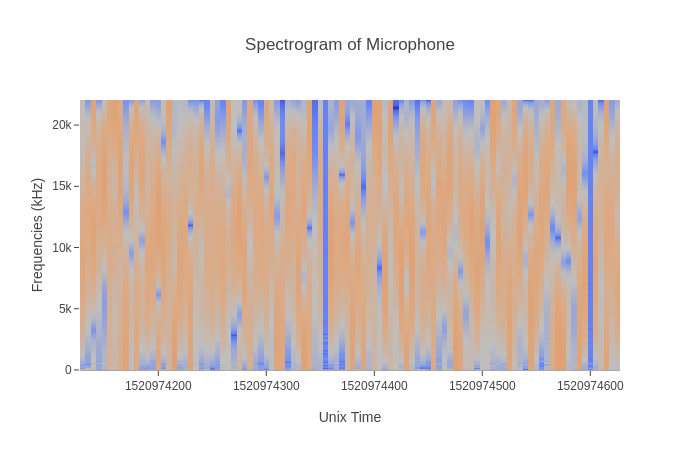 Spectrogram of Microphone
Frequencies (kHz)
20k
15k
10k
5k
0
1520974200 1520974300 1520974400 1520974500 1520974600
Unix Time